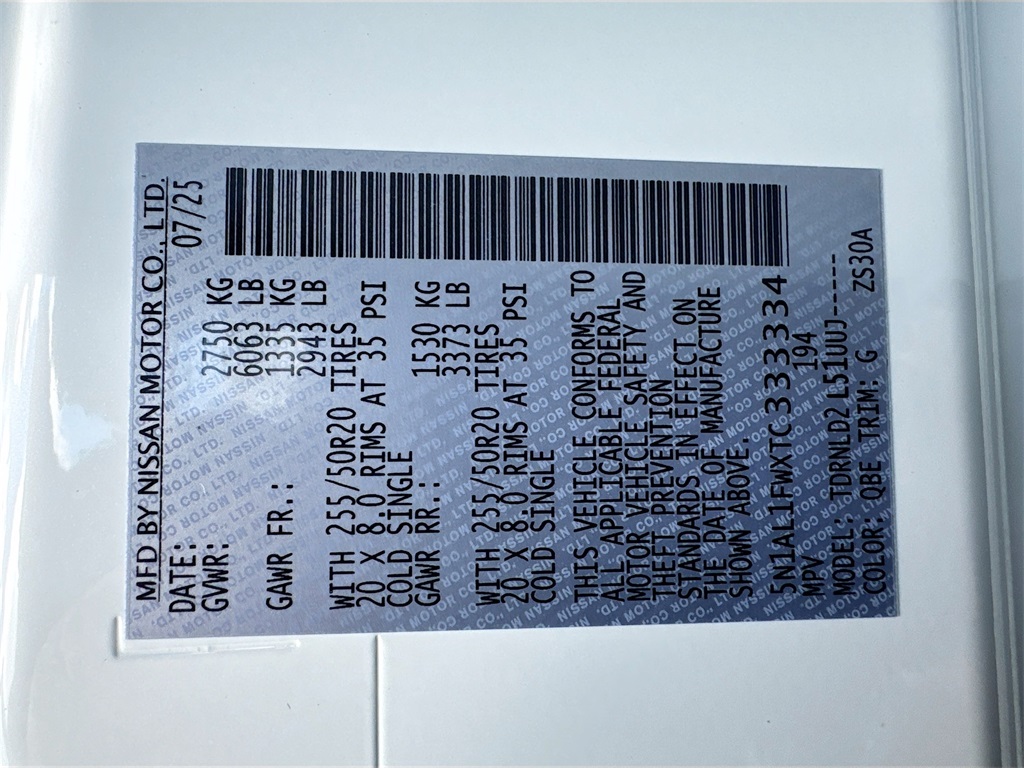 MFD BY NISSAN MOTOR CO., LTD.
DATE: 07/25
GVWR: 2750 KG
6063 LB
GAWR FR.: 1335 KG
2943 LB
WITH 255/50R20 TIRES
20 X 8.0 RIMS AT 35 PSI
COLD SINGLE
GAWR RR.: 1530 KG
3373 LB
WITH 255/50R20 TIRES
20 X 8.0 RIMS AT 35 PSI
COLD SINGLE
THIS VEHICLE CONFORMS TO
ALL APPLICABLE FEDERAL
MOTOR VEHICLE SAFETY AND
THEFT PREVENTION
STANDARDS IN EFFECT ON
THE DATE OF MANUFACTURE
SHOWN ABOVE.
5N1AL1FWXTC333334
MPV 194
MODEL: TDRNLD2 L51UUJ-----
COLOR: QBE TRIM: G ZS30A